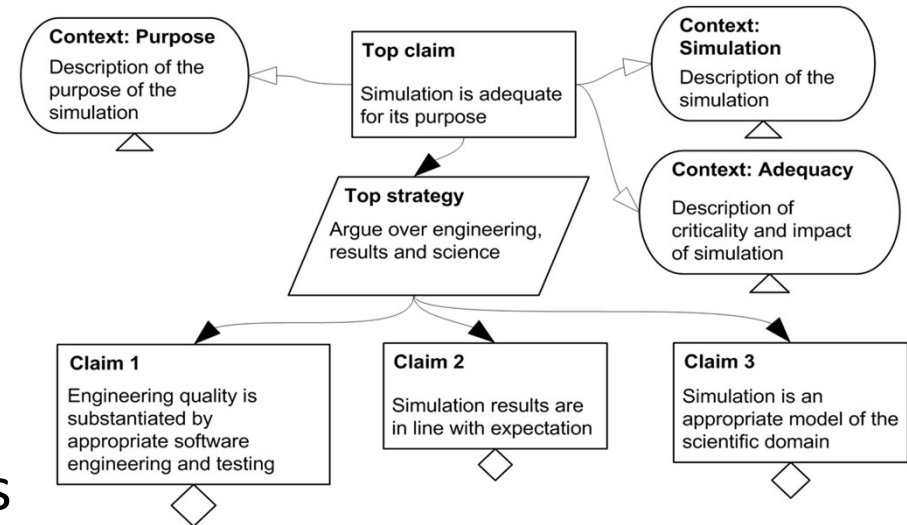 Context: Purpose
Description of the
purpose of the
simulation
Top claim
Simulation is adequate
for its purpose
Context:
Simulation
Description of the
simulation
Context: Adequacy
Description of
criticality and impact
of simulation
Top strategy
Argue over engineering,
results and science
Claim 1
Engineering quality is
substantiated by
appropriate software
engineering and testing
Claim 2
Simulation results are
in line with expectation
Claim 3
Simulation is an
appropriate model of the
scientific domain
s